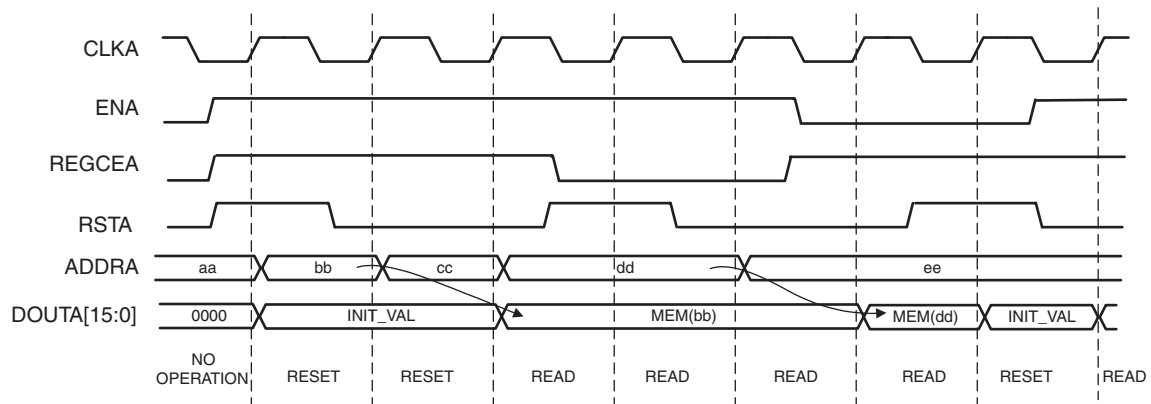 CLKA
ENA
REGCEA
RSTA
ADDRA aa bb cc dd ee
DOUTA[15:0] 0000 INIT_VAL MEM(bb) MEM(dd) INIT_VAL
NO OPERATION RESET RESET READ READ READ READ RESET READ